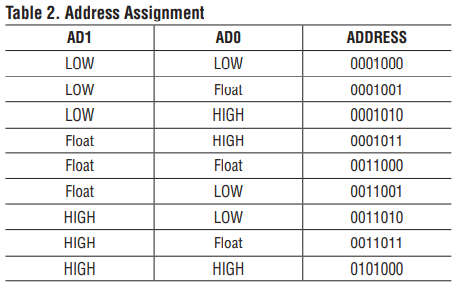 Table 2. Address Assignment
AD1 AD0 ADDRESS
LOW LOW 0001000
LOW Float 0001001
LOW HIGH 0001010
Float HIGH 0001011
Float Float 0011000
Float LOW 0011001
HIGH LOW 0011010
HIGH Float 0011011
HIGH HIGH 0101000